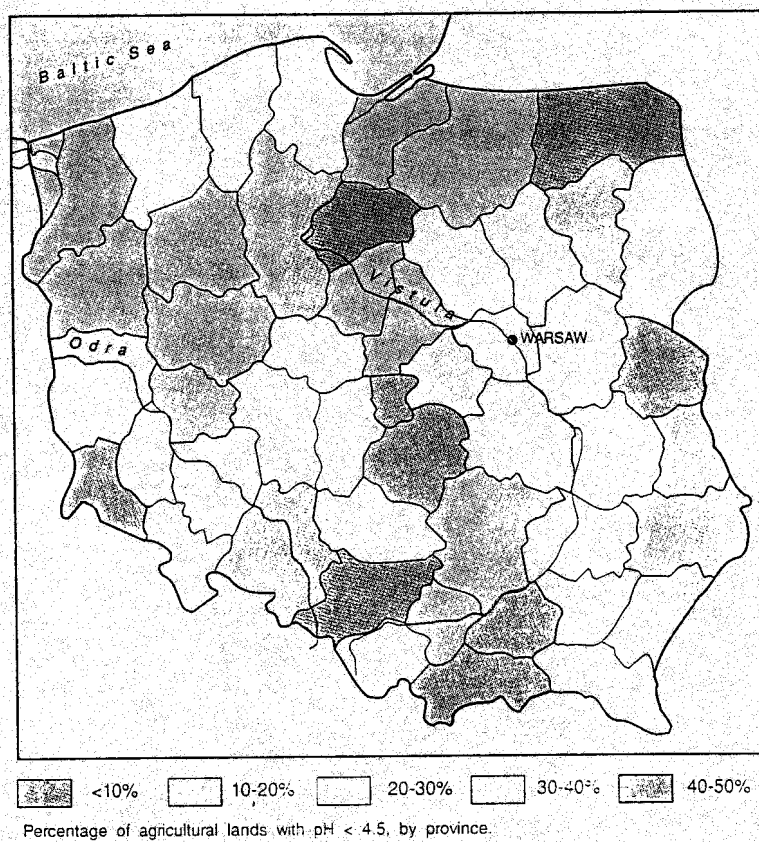 Baltic Sea
Vistula
WARSAW
Odra
<10% 10-20% 20-30% 30-40% 40-50%
Percentage of agricultural lands with pH < 4.5, by province.